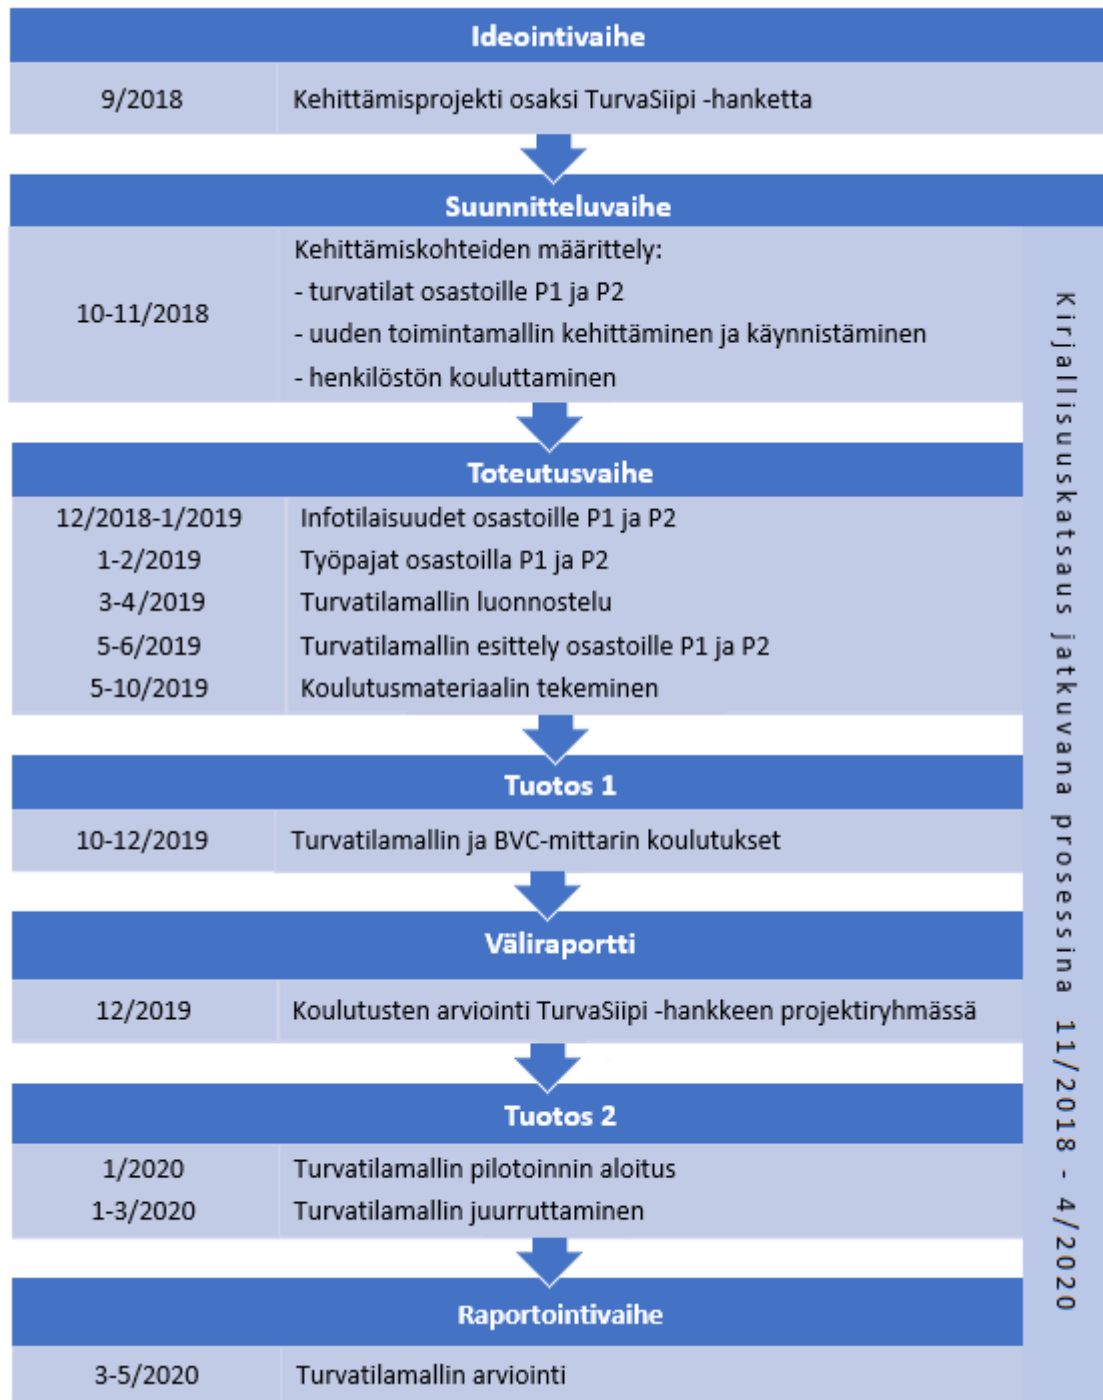 Ideointivaihe
9/2018 Kehittämisprojekti osaksi TurvaSiipi -hanketta
Suunnitteluvaihe
10-11/2018
Kehittämiskohteiden määrittely:
- turvatilat osastoille P1 ja P2
- uuden toimintamallin kehittäminen ja käynnistäminen
- henkilöstön kouluttaminen
Toteutusvaihe
12/2018-1/2019 Infotilaisuudet osastoille P1 ja P2
1-2/2019 Työpajat osastoilla P1 ja P2
3-4/2019 Turvatilamallin luonnostelu
5-6/2019 Turvatilamallin esittely osastoille P1 ja P2
5-10/2019 Koulutusmateriaalin tekeminen
Tuotos 1
10-12/2019 Turvatilamallin ja BVC-mittarin koulutukset
Väliraportti
12/2019 Koulutusten arviointi TurvaSiipi -hankkeen projektiryhmässä
Tuotos 2
1/2020 Turvatilamallin pilotoinnin aloitus
1-3/2020 Turvatilamallin juurruttaminen
Raportointivaihe
3-5/2020 Turvatilamallin arviointi
Kirjallisuuskatsaus jatkuvana prosessina 11/2018 - 4/2020